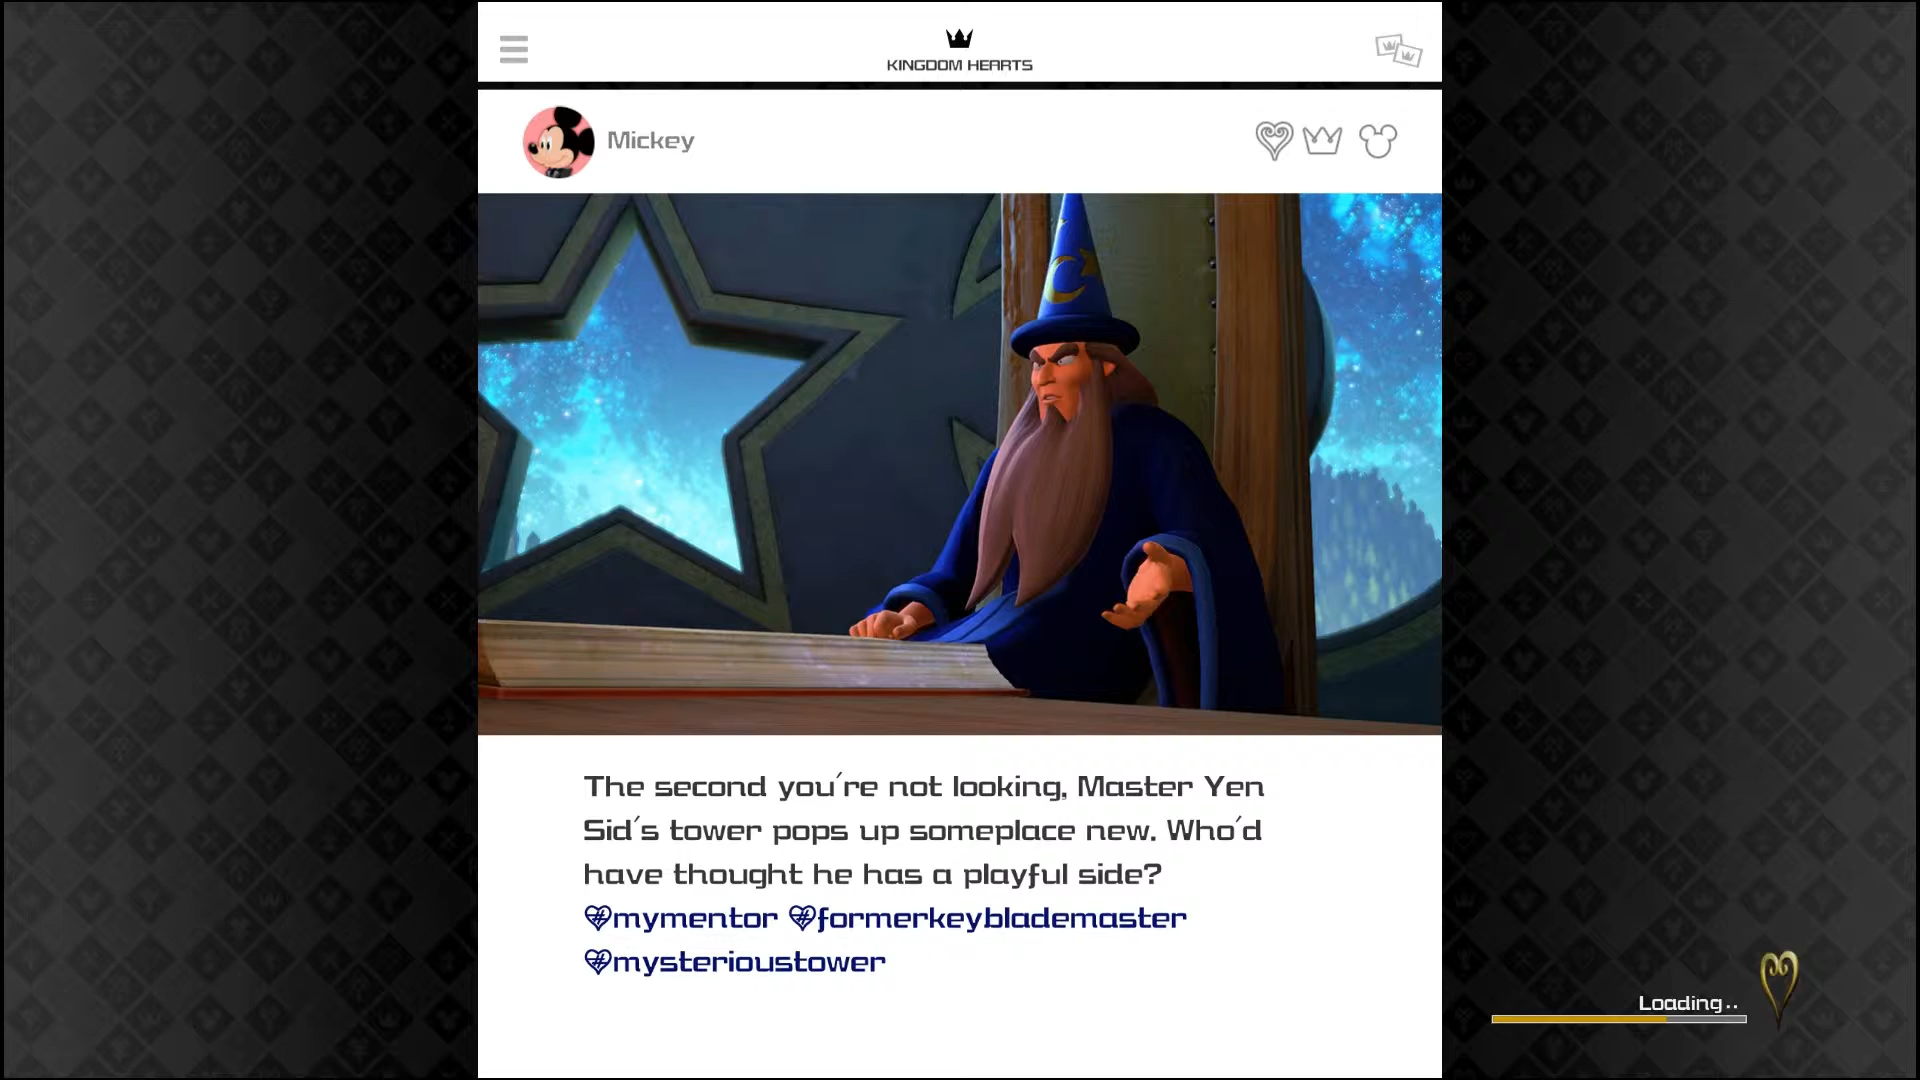 KINGDOM HEARTS
Mickey
The second you're not looking, Master Yen
Sid's tower pops up someplace new. Who'd
have thought he has a playful side?
#mymentor #formerkeyblademaster
#mysterioustower
Loading..